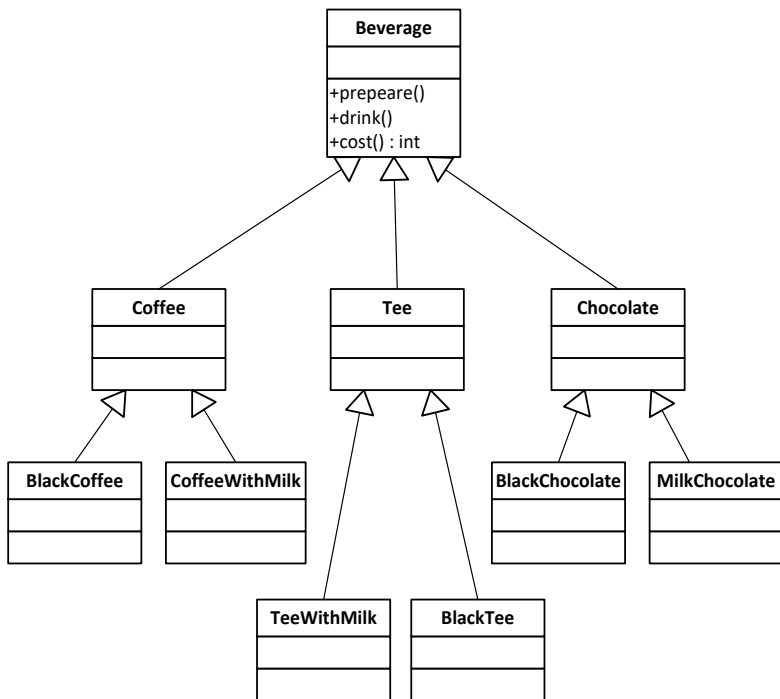 Beverage
+prepeare()
+drink()
+cost() : int
Coffee
Tee
Chocolate
BlackCoffee
CoffeeWithMilk
BlackChocolate
MilkChocolate
TeeWithMilk
BlackTee